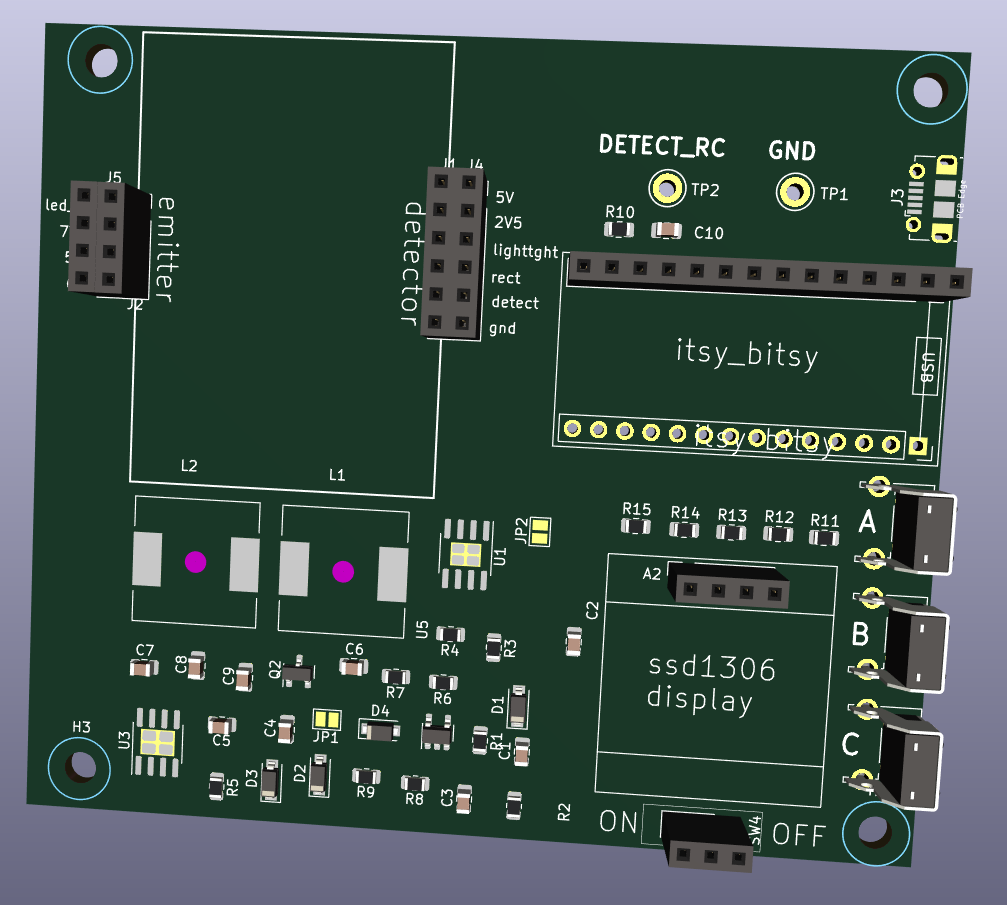 DETECT_RC
GND
TP2
TP1
J3
PCB Edge
R10
C10
J5
J1 J4
led_
7
5
J2
emitter
detector
5V
2V5
lighttght
rect
detect
gnd
itsy_bitsy
USB
itsy_bitsy
L2
L1
U1
JP2
R15
R14
R13
R12
R11
A
B
C
A2
C2
ssd1306
display
U5
R4
R3
C7
C8
C9
Q2
C6
R7
R6
D1
H3
U3
C5
C4
JP1
D4
R1
C1
R5
D3
D2
R9
R8
C3
R2
ON
SW4
OFF